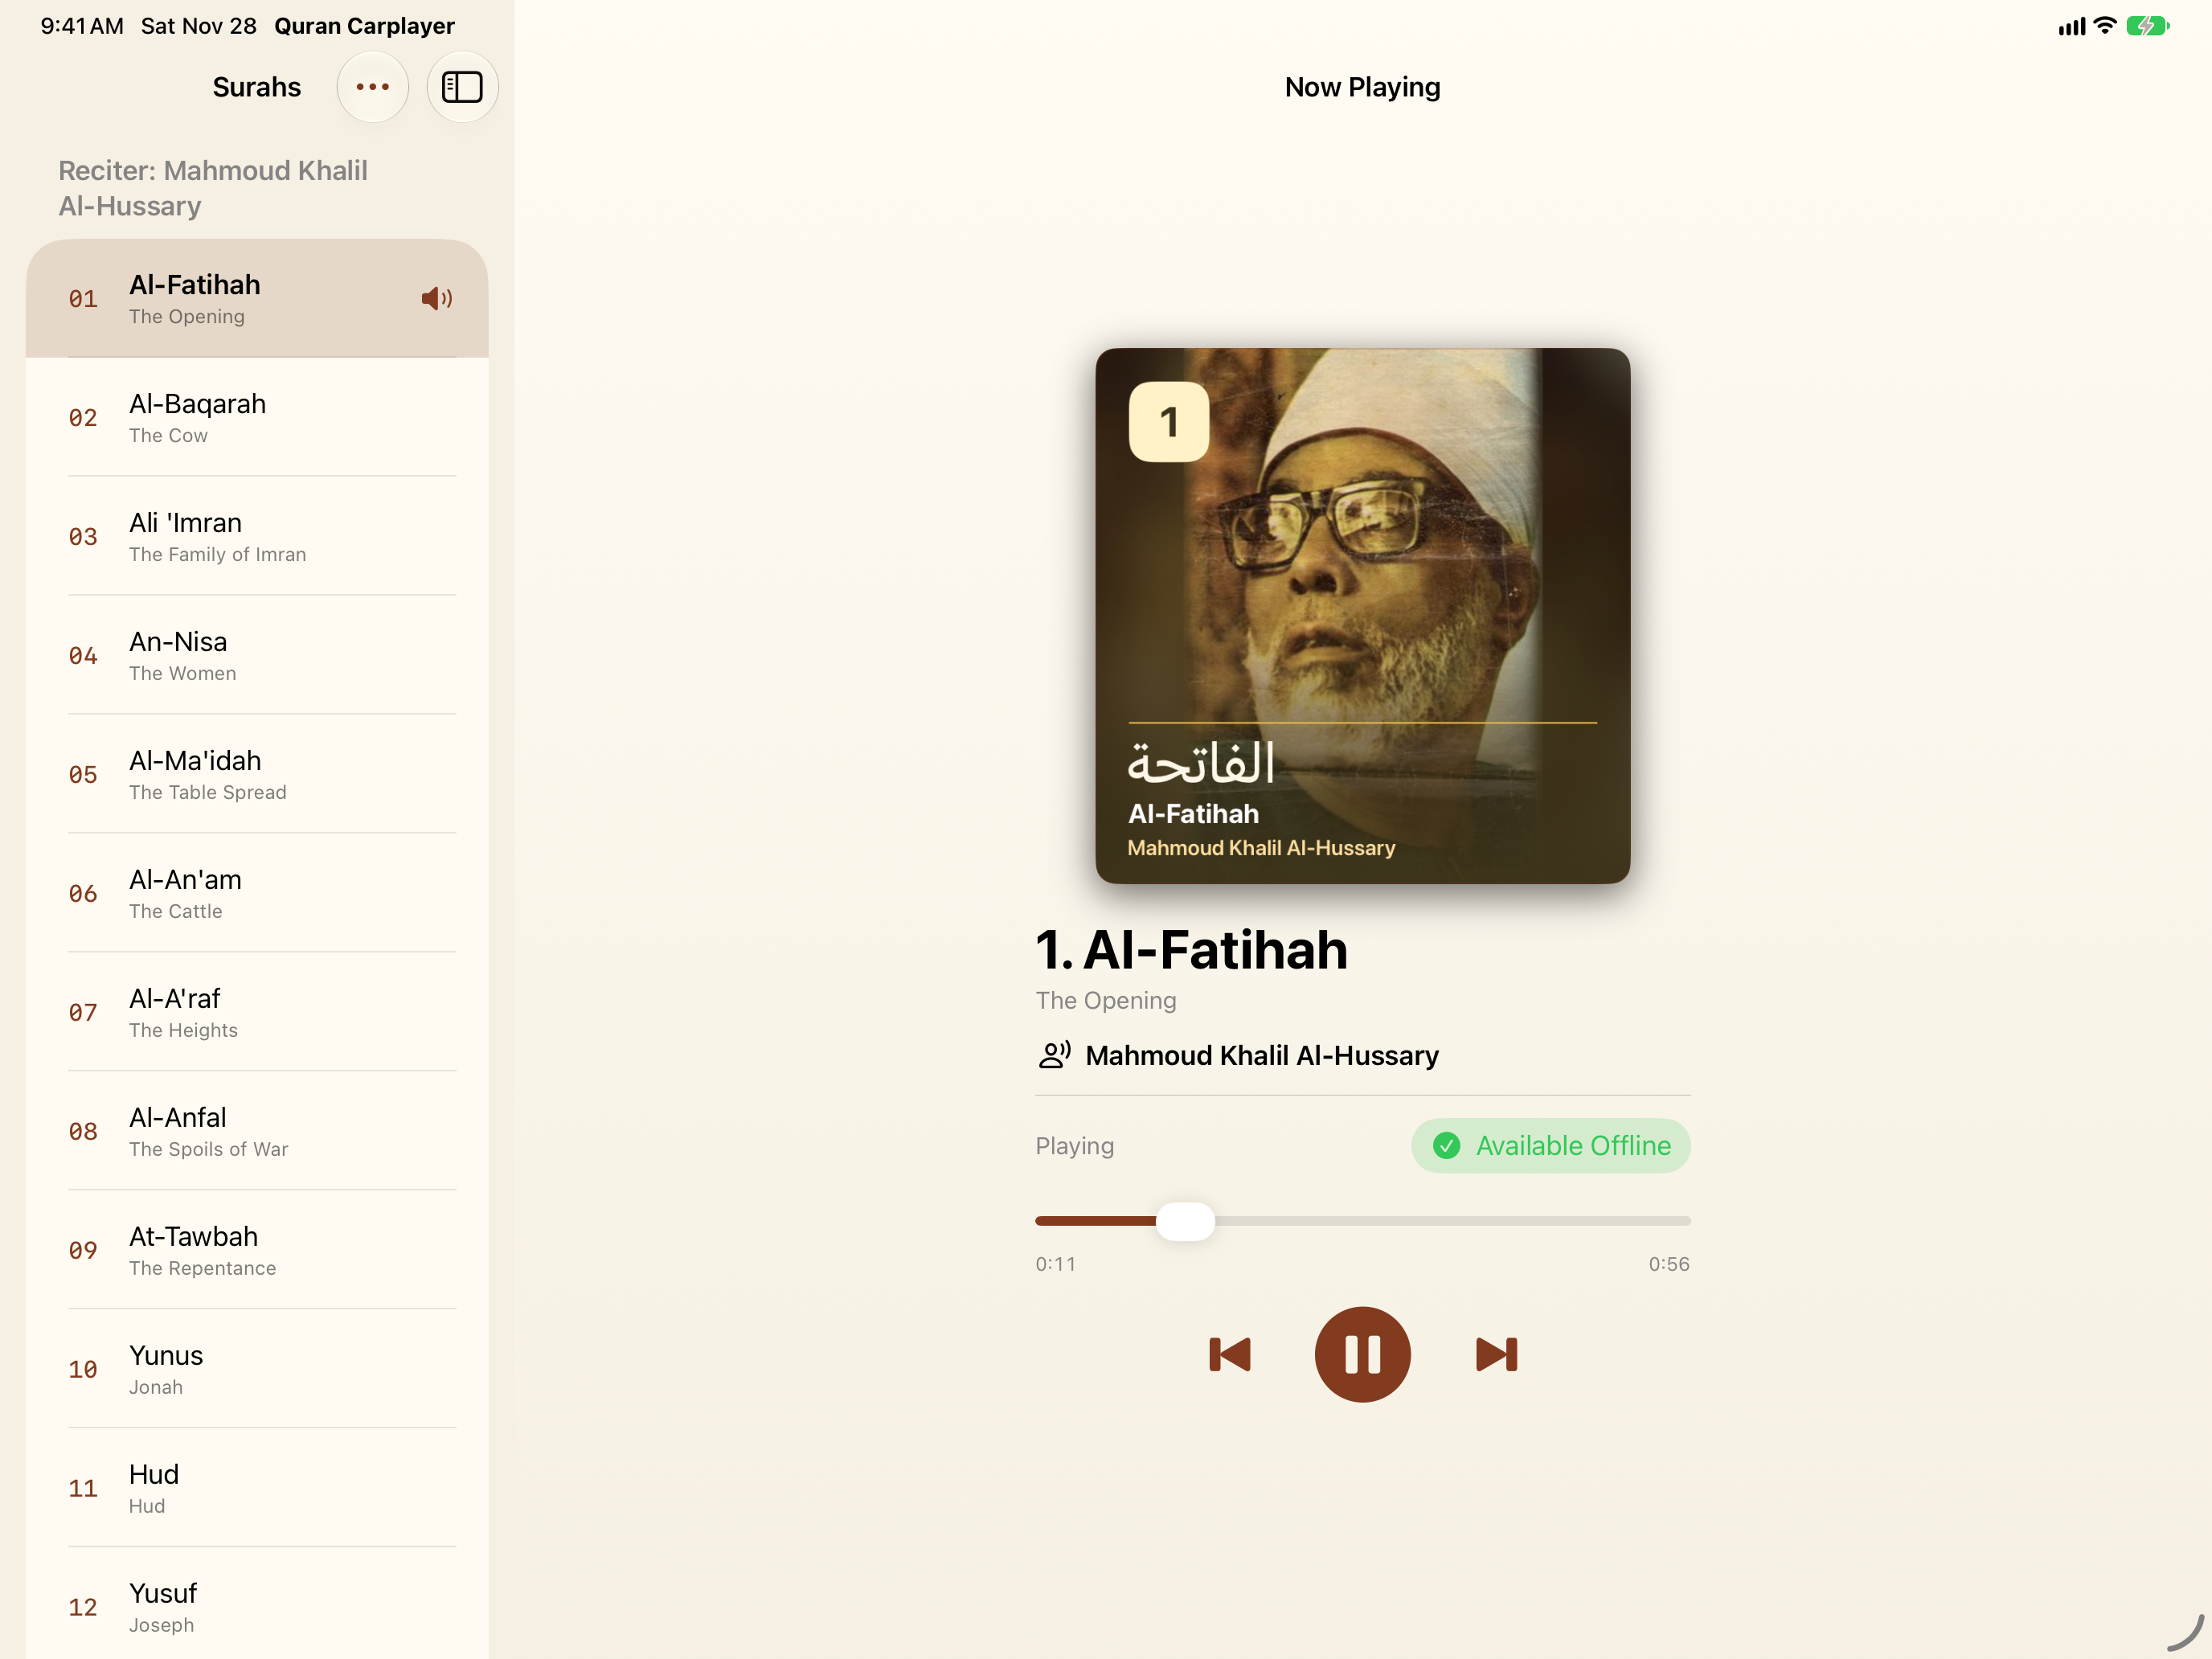 9:41 AM Sat Nov 28 Quran Carplayer
Surahs
Reciter: Mahmoud Khalil
Al-Hussary
01 Al-Fatihah
The Opening
02 Al-Baqarah
The Cow
03 Ali 'Imran
The Family of Imran
04 An-Nisa
The Women
05 Al-Ma'idah
The Table Spread
06 Al-An'am
The Cattle
07 Al-A'raf
The Heights
08 Al-Anfal
The Spoils of War
09 At-Tawbah
The Repentance
10 Yunus
Jonah
11 Hud
Hud
12 Yusuf
Joseph
Now Playing
1
الفاتحة
Al-Fatihah
Mahmoud Khalil Al-Hussary
1. Al-Fatihah
The Opening
Mahmoud Khalil Al-Hussary
Playing Available Offline
0:11 0:56